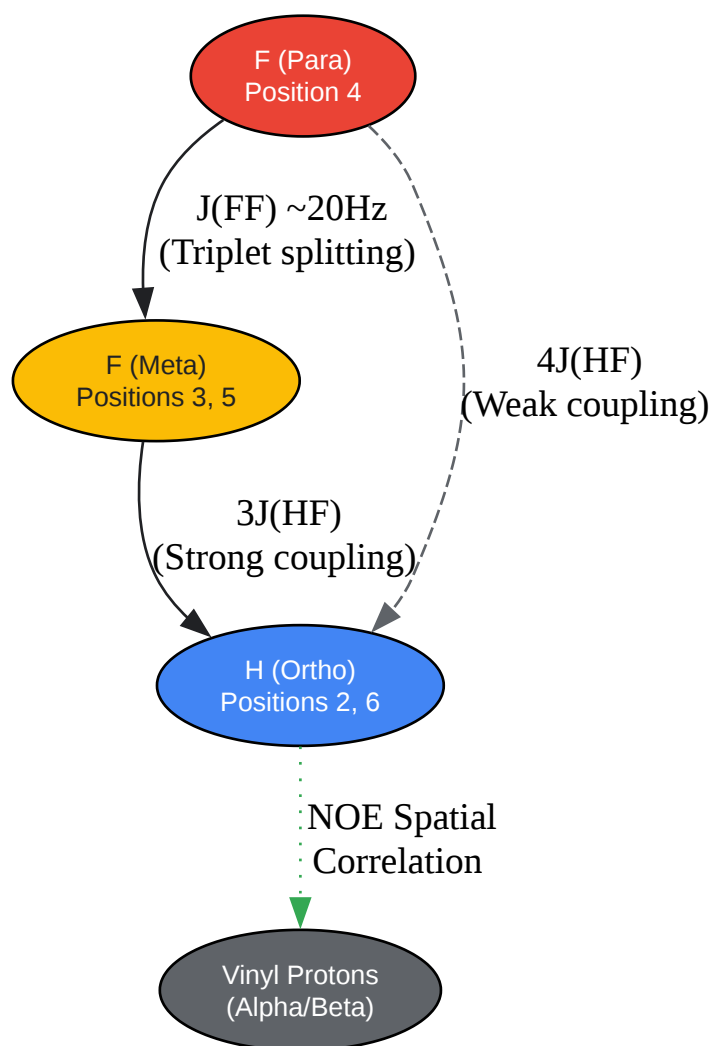 F (Para)
Position 4
J(FF) ~20Hz
(Triplet splitting)
F (Meta)
Positions 3, 5
4J(HF)
(Weak coupling)
3J(HF)
(Strong coupling)
H (Ortho)
Positions 2, 6
NOE Spatial
Correlation
Vinyl Protons
(Alpha/Beta)